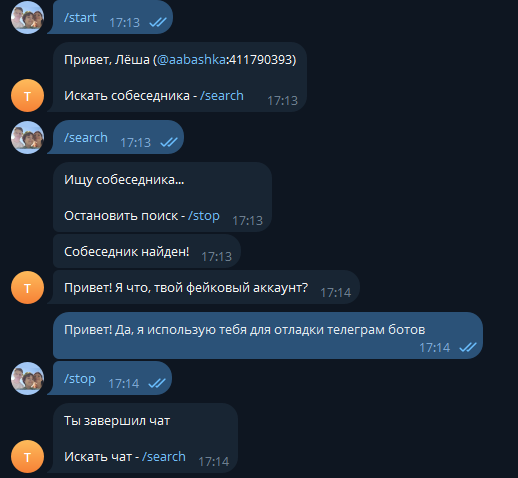 /start
17:13
Привет, Лёша (@aabashka:411790393)
Искать собеседника - /search
17:13
T
/search
17:13
Ищу собеседника...
Остановить поиск - /stop
17:13
Собеседник найден!
17:13
Привет! Я что, твой фейковый аккаунт?
17:14
T
Привет! Да, я использую тебя для отладки телеграм ботов
17:14
/stop
17:14
Ты завершил чат
Искать чат - /search
17:14
T